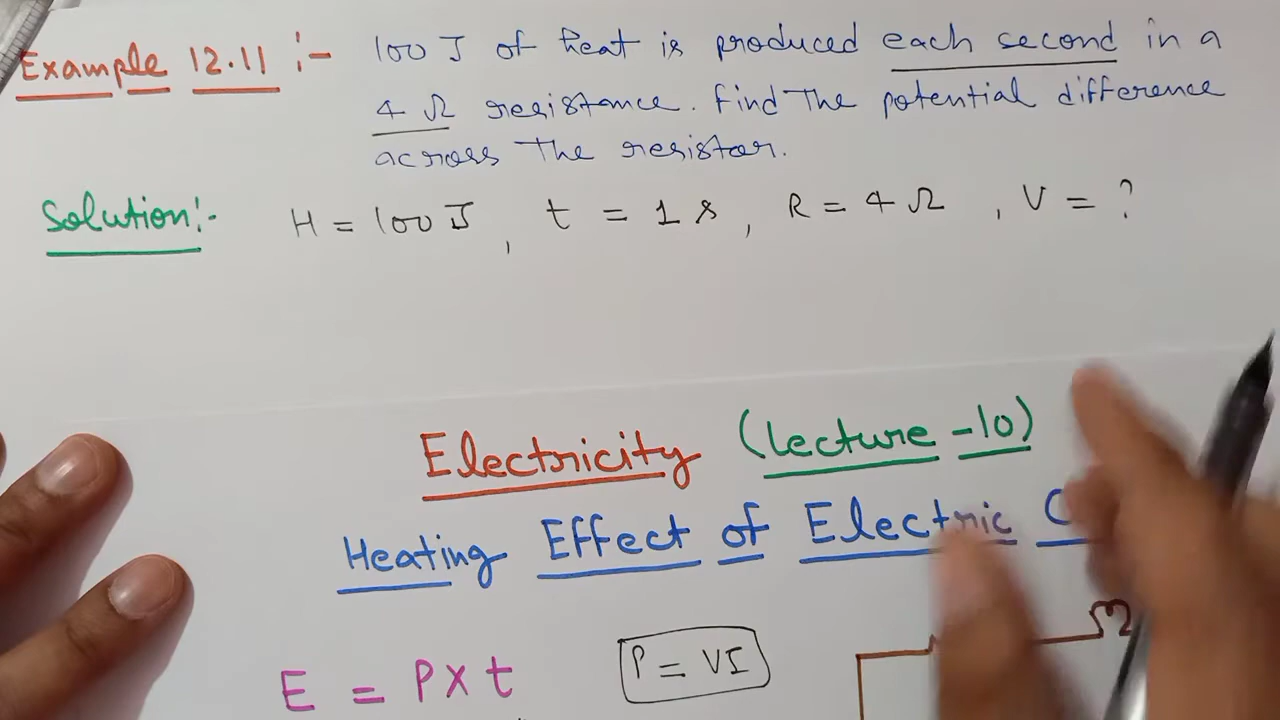 Example 12.11 :- 100 J of heat is produced each second in a
4 Ω resistance. Find the potential difference
across the resistor.
Solution:- H = 100 J, t = 1 s, R = 4 Ω, V = ?
Electricity (Lecture-10)
Heating Effect of Electric
E = P x t P = VI